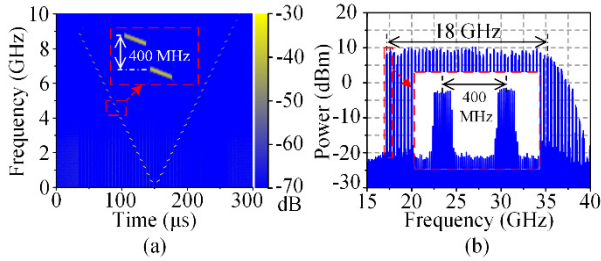 Frequency (GHz)
10
8
6
4
2
0
400 MHz
0
100
200
300
Time (μs)
-30
-40
-50
-60
-70
dB
(a)
Power (dBm)
20
10
0
-10
-20
-30
18 GHz
400
MHz
15
20
25
30
35
40
Frequency (GHz)
(b)